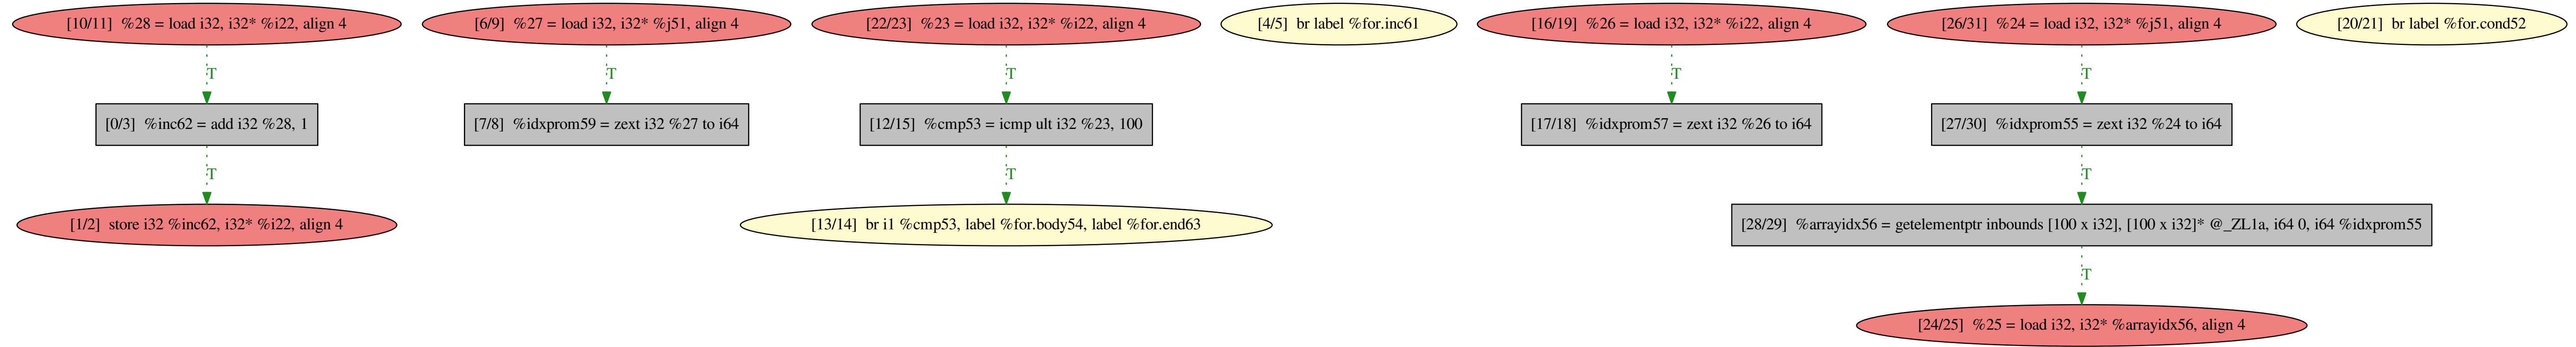 [10/11] %28 = load i32, i32* %i22, align 4
[6/9] %27 = load i32, i32* %j51, align 4
[22/23] %23 = load i32, i32* %i22, align 4
[4/5] br label %for.inc61
[16/19] %26 = load i32, i32* %i22, align 4
[26/31] %24 = load i32, i32* %j51, align 4
[20/21] br label %for.cond52
T
T
T
T
T
[0/3] %inc62 = add i32 %28, 1
[7/8] %idxprom59 = zext i32 %27 to i64
[12/15] %cmp53 = icmp ult i32 %23, 100
[17/18] %idxprom57 = zext i32 %26 to i64
[27/30] %idxprom55 = zext i32 %24 to i64
T
T
T
[1/2] store i32 %inc62, i32* %i22, align 4
[13/14] br i1 %cmp53, label %for.body54, label %for.end63
[28/29] %arrayidx56 = getelementptr inbounds [100 x i32], [100 x i32]* @_ZL1a, i64 0, i64 %idxprom55
T
[24/25] %25 = load i32, i32* %arrayidx56, align 4